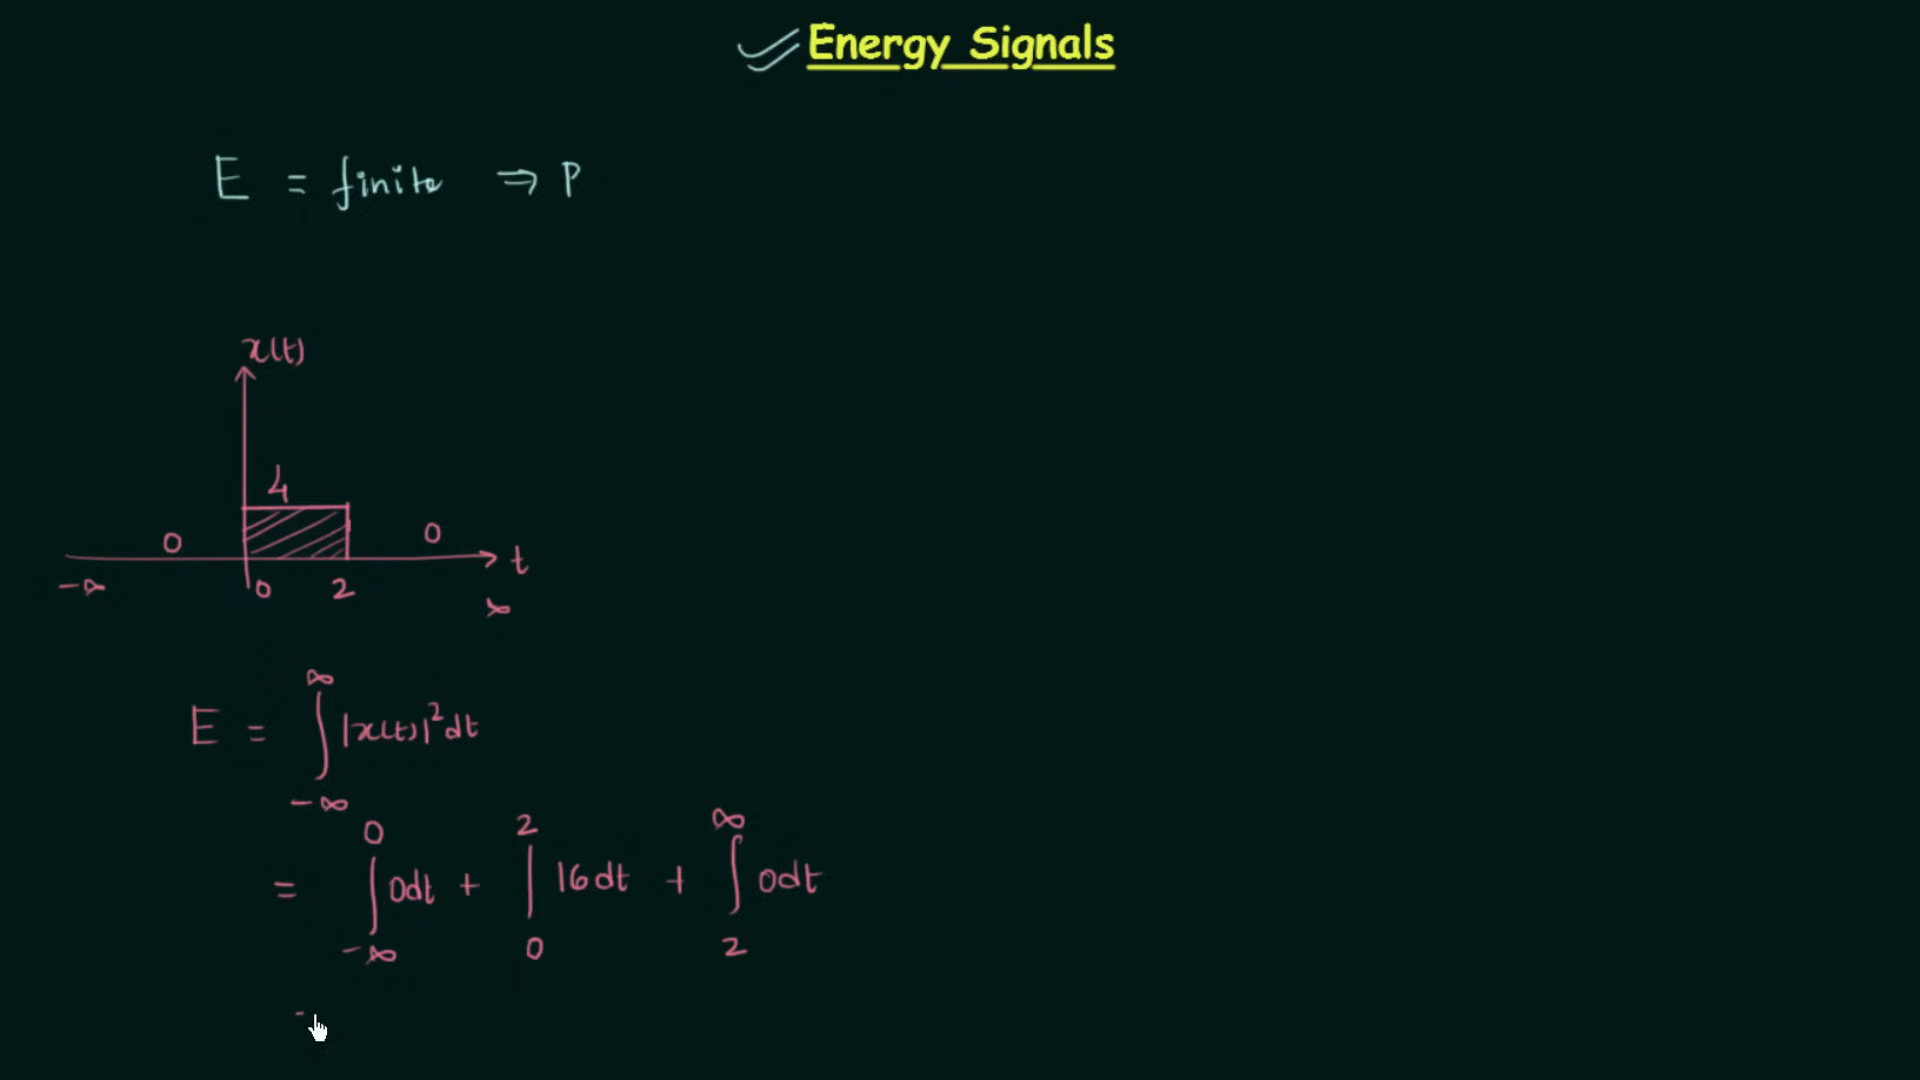 Energy Signals
E = finite ⇒ P
x(t)
4
0 0
t
-∞ 0 2 ∞
E = ∫_{-∞}^{∞} |x(t)|² dt
= ∫_{-∞}^{0} 0dt + ∫_{0}^{2} 16dt + ∫_{2}^{∞} 0dt
-